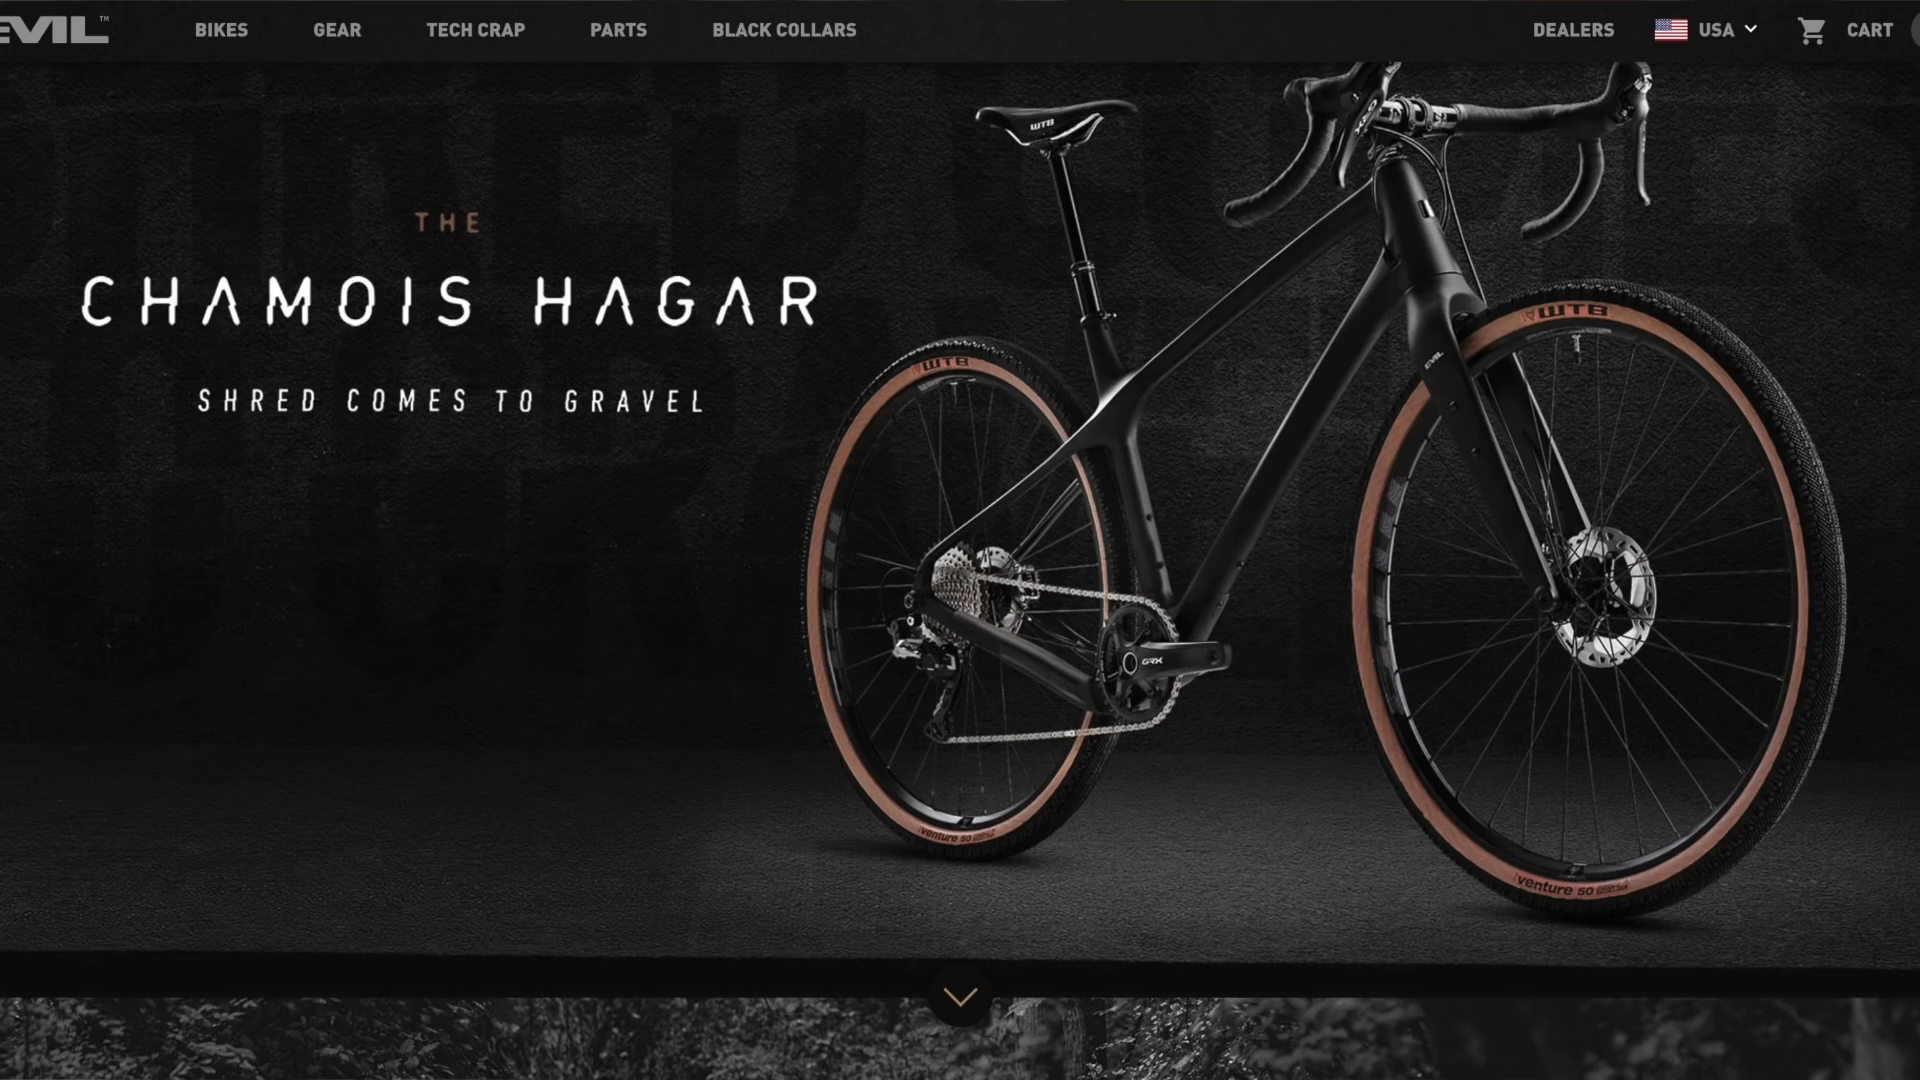 EVIL™ BIKES GEAR TECH CRAP PARTS BLACK COLLARS DEALERS USA CART
THE
CHAMOIS HAGAR
SHRED COMES TO GRAVEL
WTB
WTB
WTB
EVIL
GRX
venture 50
venture 50